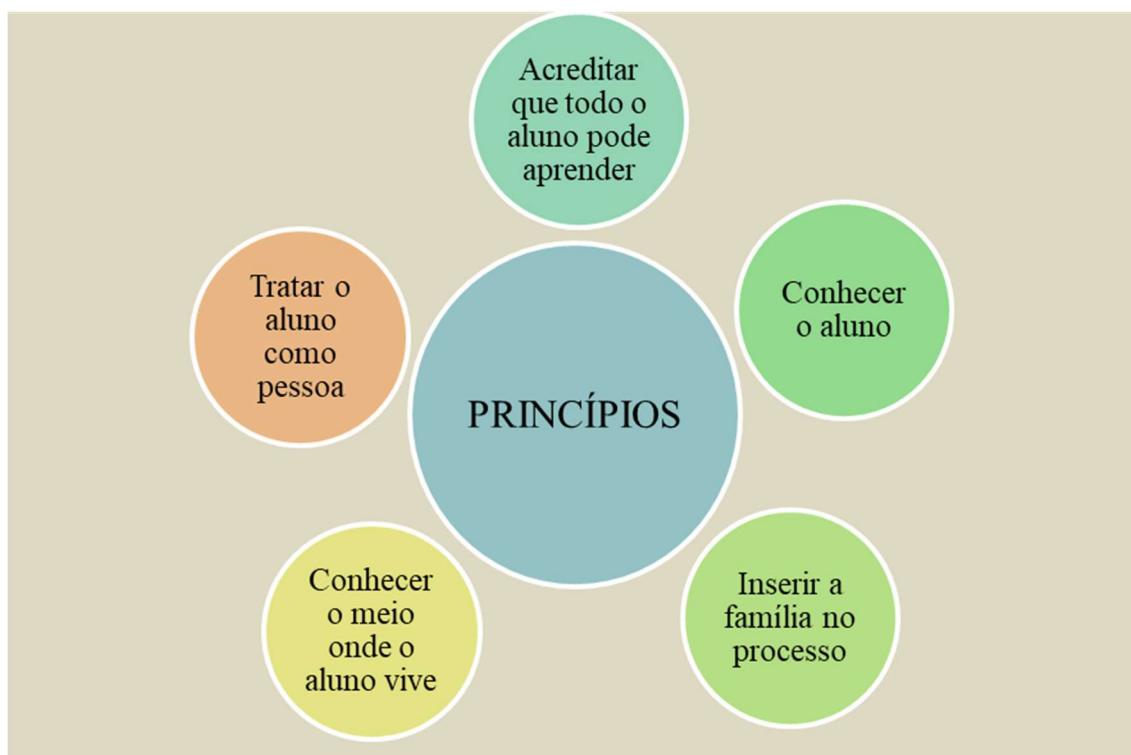 Acreditar
que todo o
aluno pode
aprender
Conhecer
o aluno
Inserir a
família no
processo
Conhecer
o meio
onde o
aluno vive
Tratar o
aluno
como
pessoa
PRINCÍPIOS